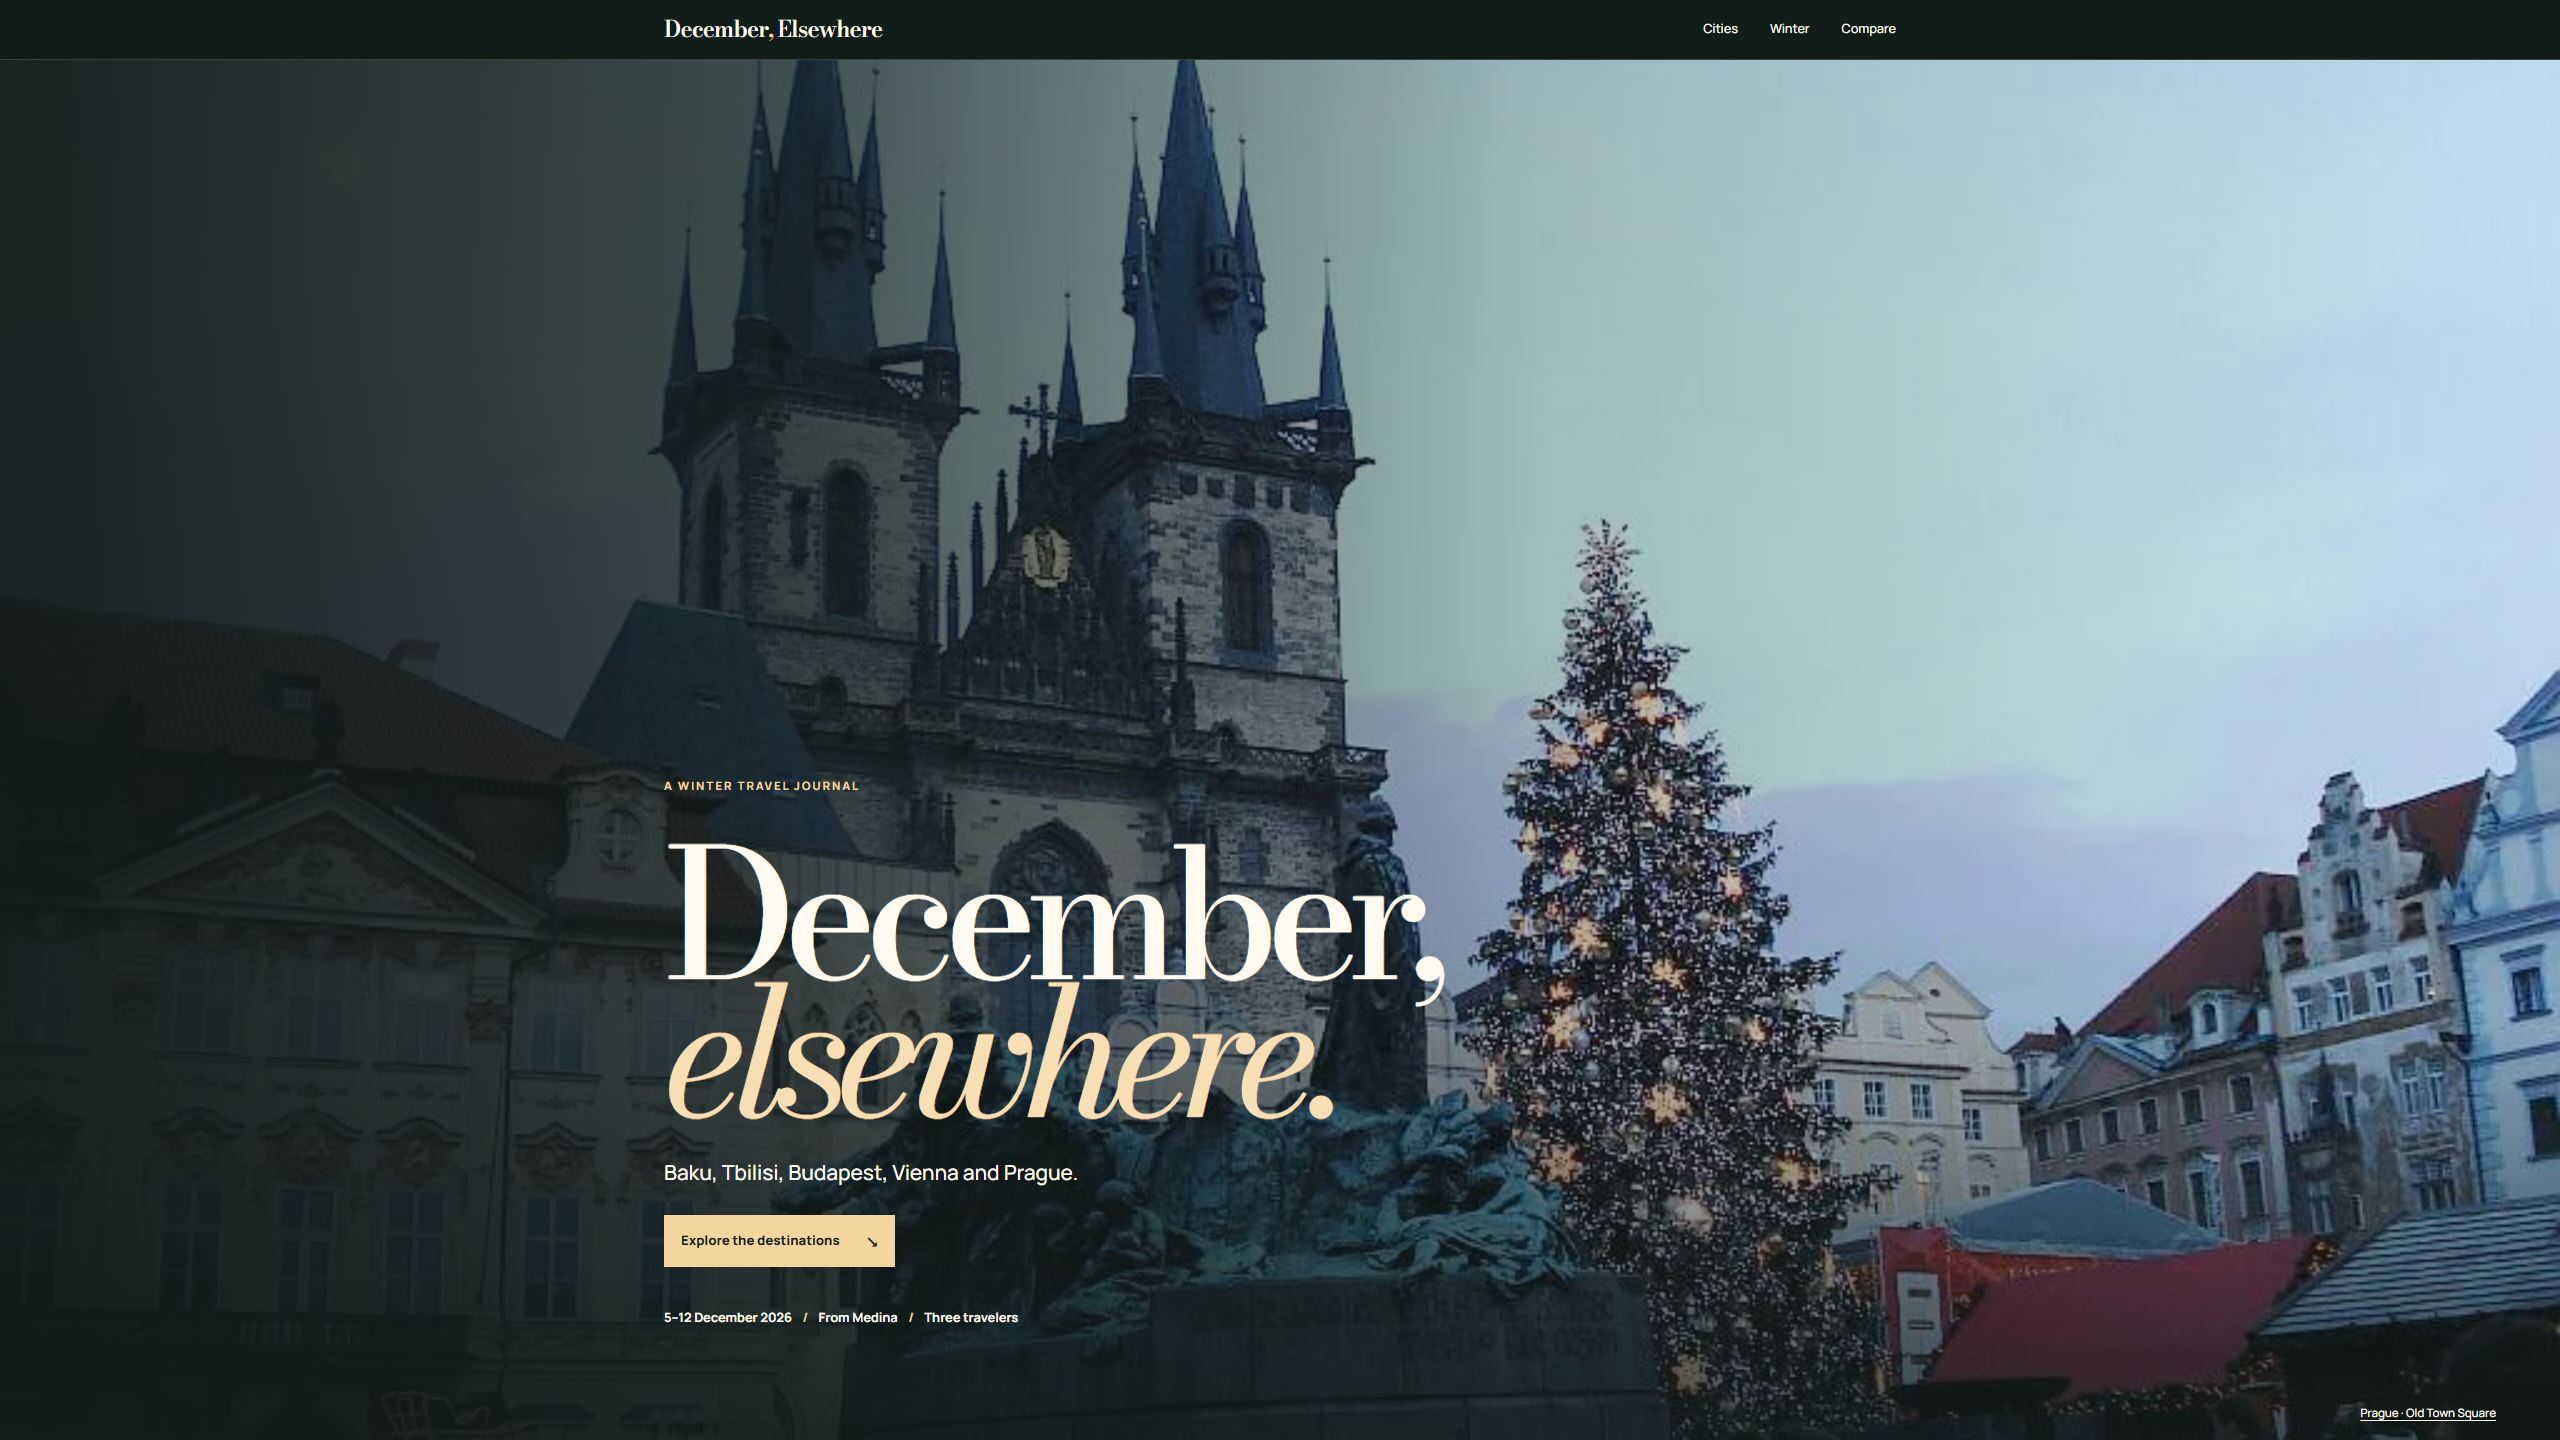 December, Elsewhere
Cities Winter Compare
A WINTER TRAVEL JOURNAL
December,
elsewhere.
Baku, Tbilisi, Budapest, Vienna and Prague.
Explore the destinations ↘
5–12 December 2026 / From Medina / Three travelers
Prague · Old Town Square